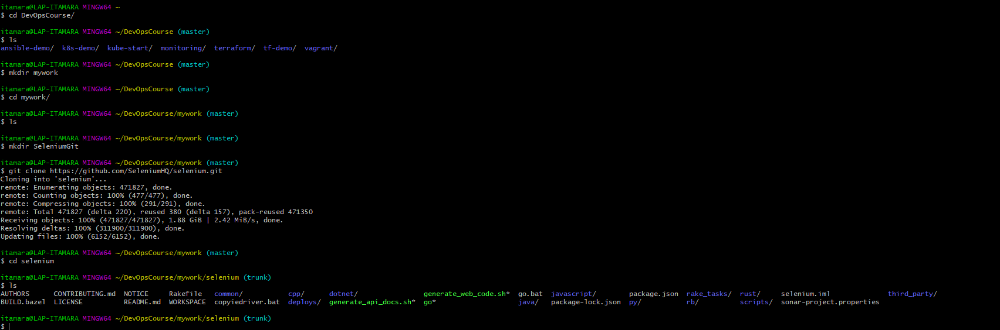 itamara@LAP-ITAMARA MINGW64 ~
$ cd DevOpsCourse/
itamara@LAP-ITAMARA MINGW64 ~/DevOpsCourse (master)
$ ls
ansible-demo/  k8s-demo/  kube-start/  monitoring/  terraform/  tf-demo/  vagrant/
itamara@LAP-ITAMARA MINGW64 ~/DevOpsCourse (master)
$ mkdir mywork
itamara@LAP-ITAMARA MINGW64 ~/DevOpsCourse (master)
$ cd mywork/
itamara@LAP-ITAMARA MINGW64 ~/DevOpsCourse/mywork (master)
$ ls
itamara@LAP-ITAMARA MINGW64 ~/DevOpsCourse/mywork (master)
$ mkdir SeleniumGit
itamara@LAP-ITAMARA MINGW64 ~/DevOpsCourse/mywork (master)
$ git clone https://github.com/SeleniumHQ/selenium.git
Cloning into 'selenium'...
remote: Enumerating objects: 471827, done.
remote: Counting objects: 100% (477/477), done.
remote: Compressing objects: 100% (291/291), done.
remote: Total 471827 (delta 220), reused 380 (delta 157), pack-reused 471350
Receiving objects: 100% (471827/471827), 1.88 GiB | 2.42 MiB/s, done.
Resolving deltas: 100% (311900/311900), done.
Updating files: 100% (6152/6152), done.
itamara@LAP-ITAMARA MINGW64 ~/DevOpsCourse/mywork (master)
$ cd selenium
itamara@LAP-ITAMARA MINGW64 ~/DevOpsCourse/mywork/selenium (trunk)
$ ls
AUTHORS      CONTRIBUTING.md  NOTICE     Rakefile   common/           cpp/      dotnet/                generate_web_code.sh*  go.bat  javascript/        package.json  rake_tasks/  rust/     selenium.iml              third_party/
BUILD.bazel  LICENSE          README.md  WORKSPACE  copyiedriver.bat  deploys/  generate_api_docs.sh*  go*                    java/   package-lock.json  py/           rb/          scripts/  sonar-project.properties
itamara@LAP-ITAMARA MINGW64 ~/DevOpsCourse/mywork/selenium (trunk)
$